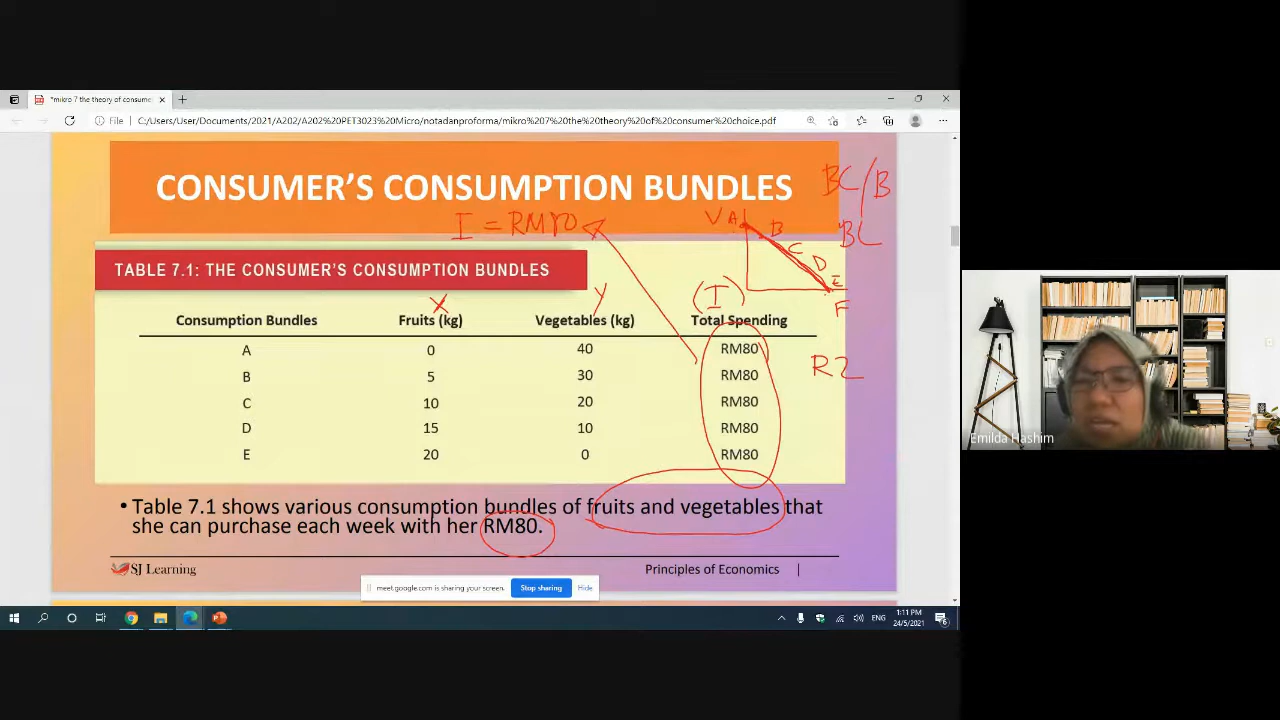 *mikro 7 the theory of consume
File C:/Users/User/Documents/2021/A202/A202%20PET3023%20Micro/notadanproforma/mikro%207%20the%20theory%20of%20consumer%20choice.pdf
CONSUMER'S CONSUMPTION BUNDLES
BC/B
BC
I = RM80
V A B C D E F
TABLE 7.1: THE CONSUMER'S CONSUMPTION BUNDLES
X Y (I)
Consumption Bundles Fruits (kg) Vegetables (kg) Total Spending
A 0 40 RM80
B 5 30 RM80
C 10 20 RM80
D 15 10 RM80
E 20 0 RM80
• Table 7.1 shows various consumption bundles of fruits and vegetables that
she can purchase each week with her RM80.
SJ Learning Principles of Economics |
meet.google.com is sharing your screen. Stop sharing Hide
ENG 1:11 PM
24/5/2021
Emilda Hashim